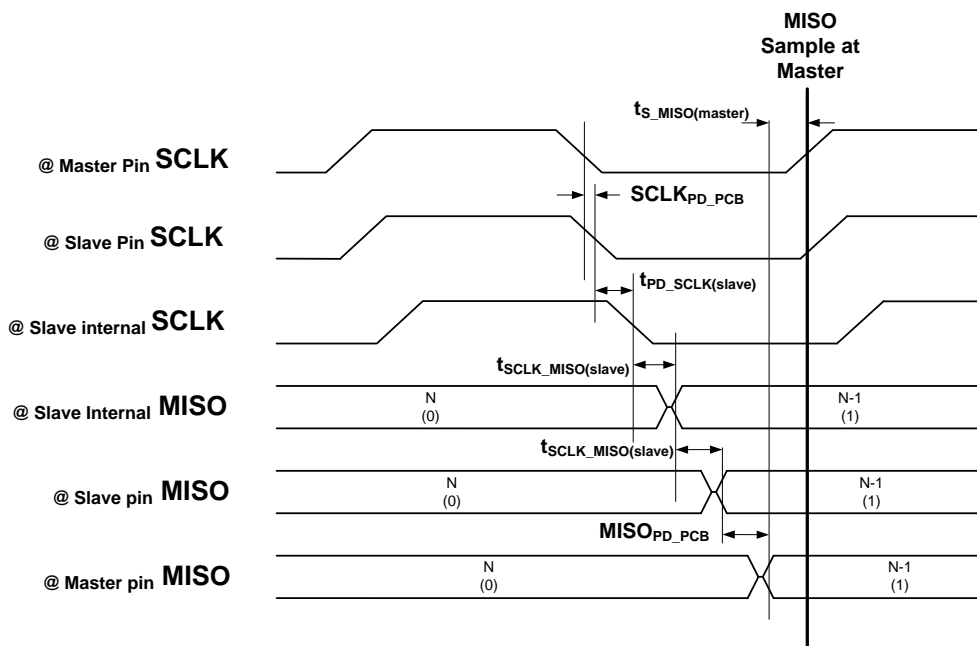 MISO
Sample at
Master
tS_MISO(master)
@ Master Pin SCLK
SCLKPD_PCB
@ Slave Pin SCLK
tPD_SCLK(slave)
@ Slave internal SCLK
tSCLK_MISO(slave)
@ Slave Internal MISO
N
(0)
N-1
(1)
tSCLK_MISO(slave)
@ Slave pin MISO
N
(0)
N-1
(1)
MISOPD_PCB
@ Master pin MISO
N
(0)
N-1
(1)